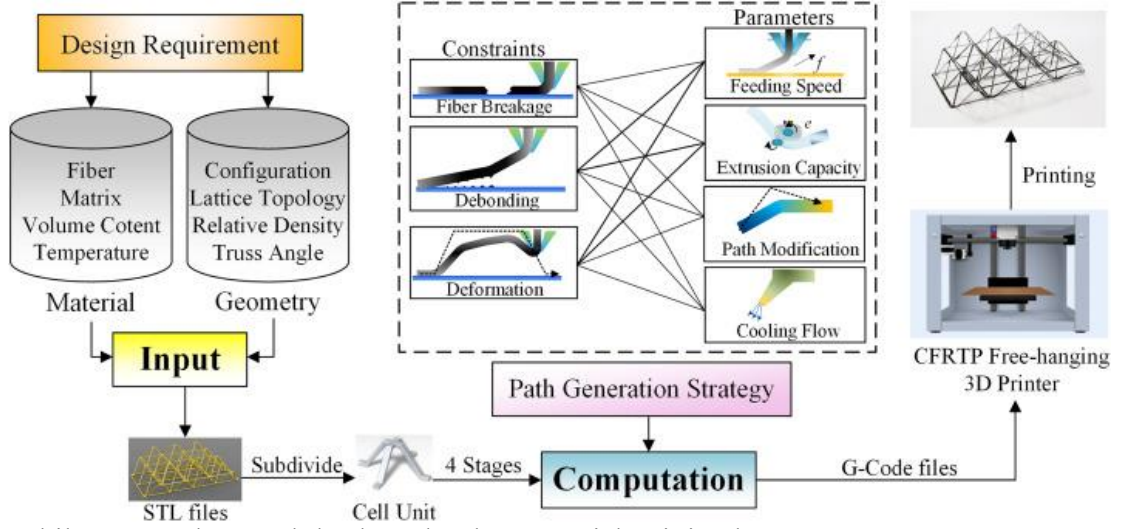 Design Requirement
Fiber
Matrix
Volume Cotent
Temperature
Material
Configuration
Lattice Topology
Relative Density
Truss Angle
Geometry
Input
STL files
Subdivide
Cell Unit
4 Stages
Constraints
Fiber Breakage
Debonding
Deformation
Parameters
f
Feeding Speed
e
Extrusion Capacity
Path Modification
Cooling Flow
Path Generation Strategy
Computation
G-Code files
CFRTP Free-hanging
3D Printer
Printing